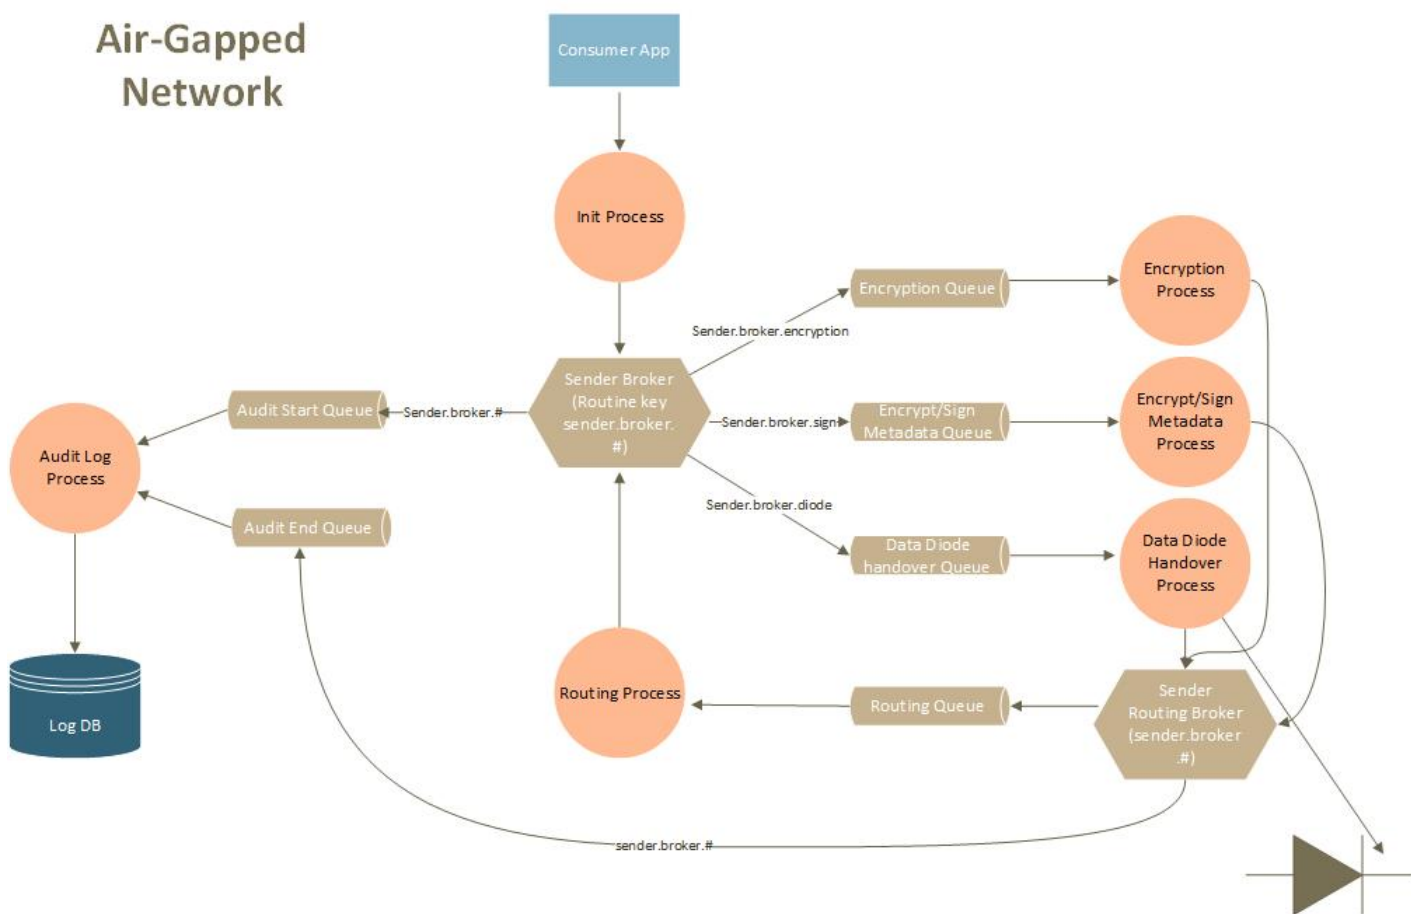 Air-Gapped
Network
Consumer App
Init Process
Encryption Queue
Encryption
Process
Sender.broker.encryption
Sender Broker
(Routine key
sender.broker.
#)
Audit Start Queue
Sender.broker.#
Sender.broker.sign
Encrypt/Sign
Metadata Queue
Encrypt/Sign
Metadata
Process
Audit Log
Process
Sender.broker.diode
Audit End Queue
Data Diode
handover Queue
Data Diode
Handover
Process
Routing Process
Routing Queue
Sender
Routing Broker
(sender.broker
.#)
Log DB
sender.broker.#